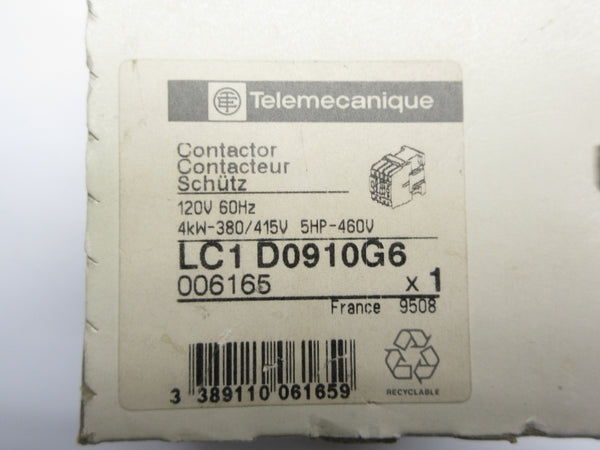 Telemecanique
Contactor
Contacteur
Schütz
120V 60Hz
4kW-380/415V 5HP-460V
LC1 D0910G6
006165 x 1
France 9508
3 389110 061659
RECYCLABLE